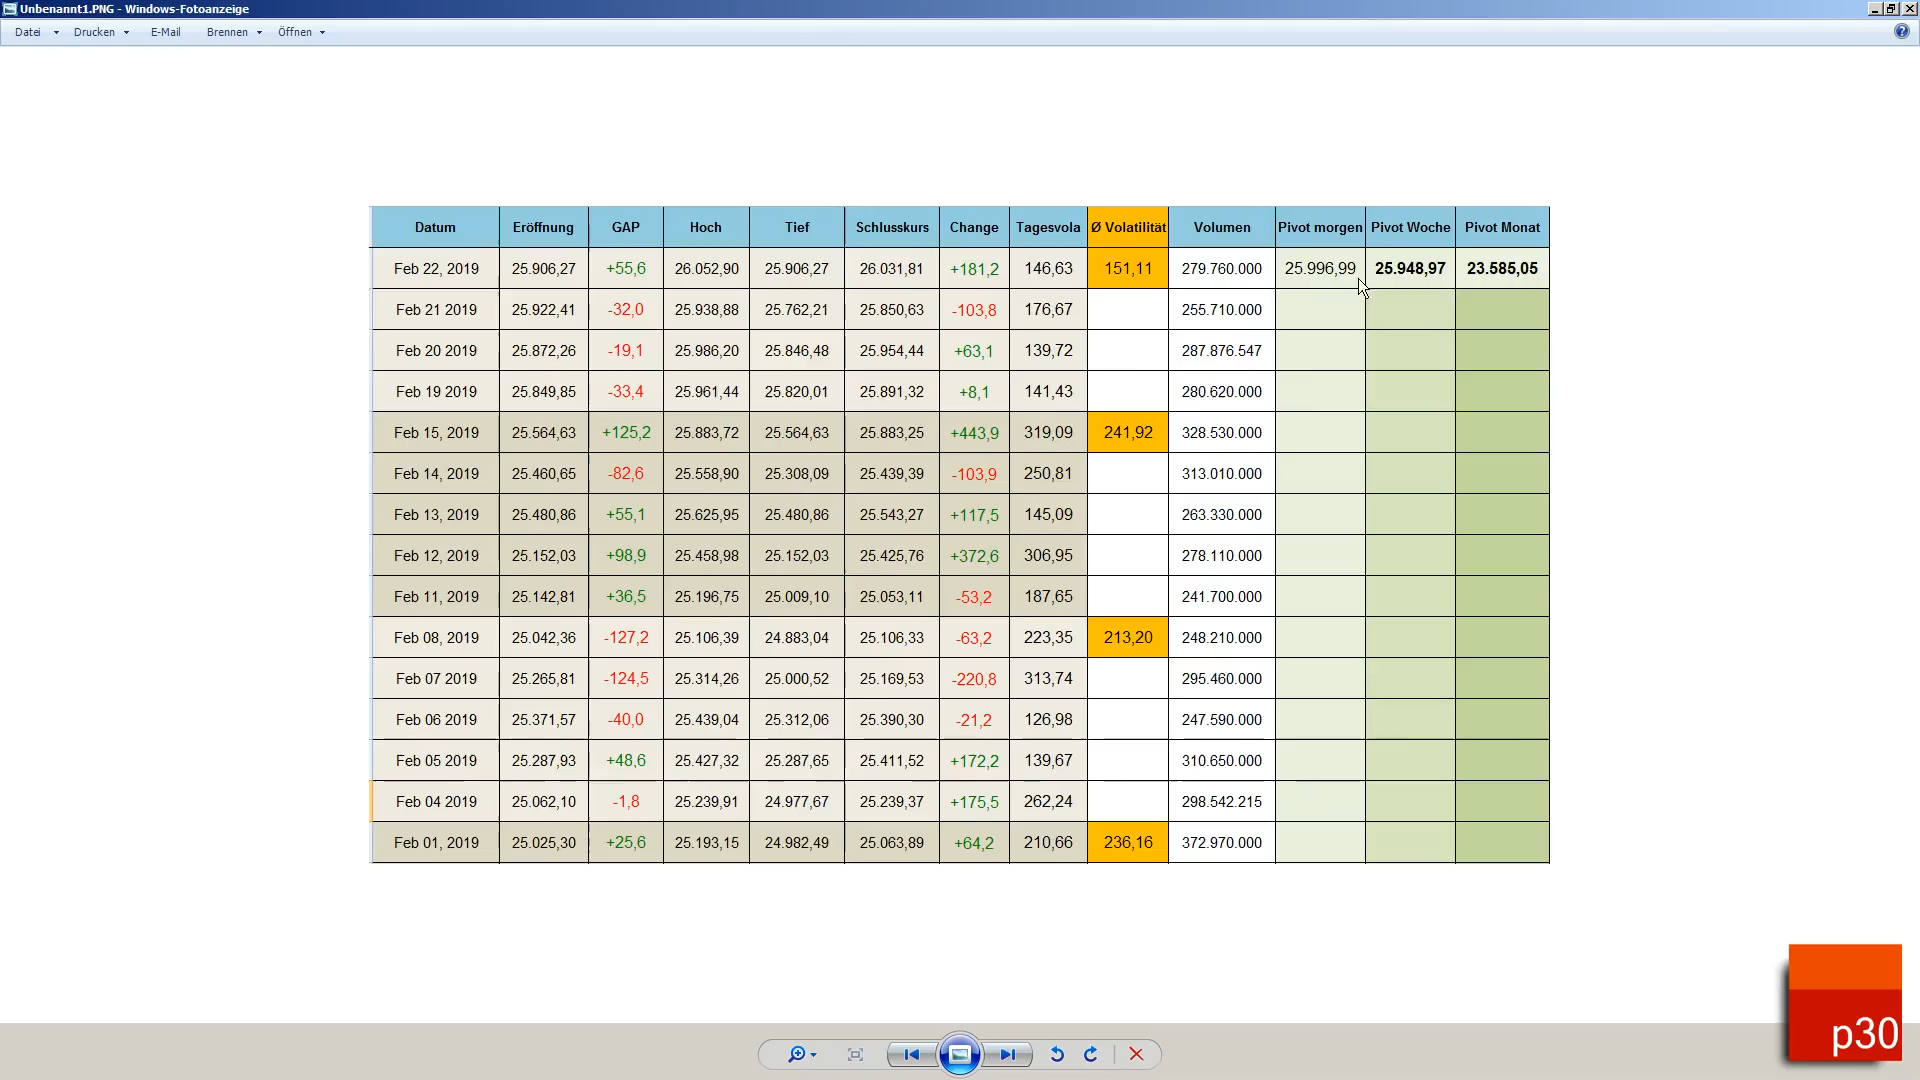 Unbenannt1.PNG - Windows-Fotoanzeige
Datei Drucken E-Mail Brennen Öffnen
Datum Eröffnung GAP Hoch Tief Schlusskurs Change Tagesvola Ø Volatilität Volumen Pivot morgen Pivot Woche Pivot Monat
Feb 22, 2019 25.906,27 +55,6 26.052,90 25.906,27 26.031,81 +181,2 146,63 151,11 279.760.000 25.996,99 25.948,97 23.585,05
Feb 21 2019 25.922,41 -32,0 25.938,88 25.762,21 25.850,63 -103,8 176,67 255.710.000
Feb 20 2019 25.872,26 -19,1 25.986,20 25.846,48 25.954,44 +63,1 139,72 287.876.547
Feb 19 2019 25.849,85 -33,4 25.961,44 25.820,01 25.891,32 +8,1 141,43 280.620.000
Feb 15, 2019 25.564,63 +125,2 25.883,72 25.564,63 25.883,25 +443,9 319,09 241,92 328.530.000
Feb 14, 2019 25.460,65 -82,6 25.558,90 25.308,09 25.439,39 -103,9 250,81 313.010.000
Feb 13, 2019 25.480,86 +55,1 25.625,95 25.480,86 25.543,27 +117,5 145,09 263.330.000
Feb 12, 2019 25.152,03 +98,9 25.458,98 25.152,03 25.425,76 +372,6 306,95 278.110.000
Feb 11, 2019 25.142,81 +36,5 25.196,75 25.009,10 25.053,11 -53,2 187,65 241.700.000
Feb 08, 2019 25.042,36 -127,2 25.106,39 24.883,04 25.106,33 -63,2 223,35 213,20 248.210.000
Feb 07 2019 25.265,81 -124,5 25.314,26 25.000,52 25.169,53 -220,8 313,74 295.460.000
Feb 06 2019 25.371,57 -40,0 25.439,04 25.312,06 25.390,30 -21,2 126,98 247.590.000
Feb 05 2019 25.287,93 +48,6 25.427,32 25.287,65 25.411,52 +172,2 139,67 310.650.000
Feb 04 2019 25.062,10 -1,8 25.239,91 24.977,67 25.239,37 +175,5 262,24 298.542.215
Feb 01, 2019 25.025,30 +25,6 25.193,15 24.982,49 25.063,89 +64,2 210,66 236,16 372.970.000
p30